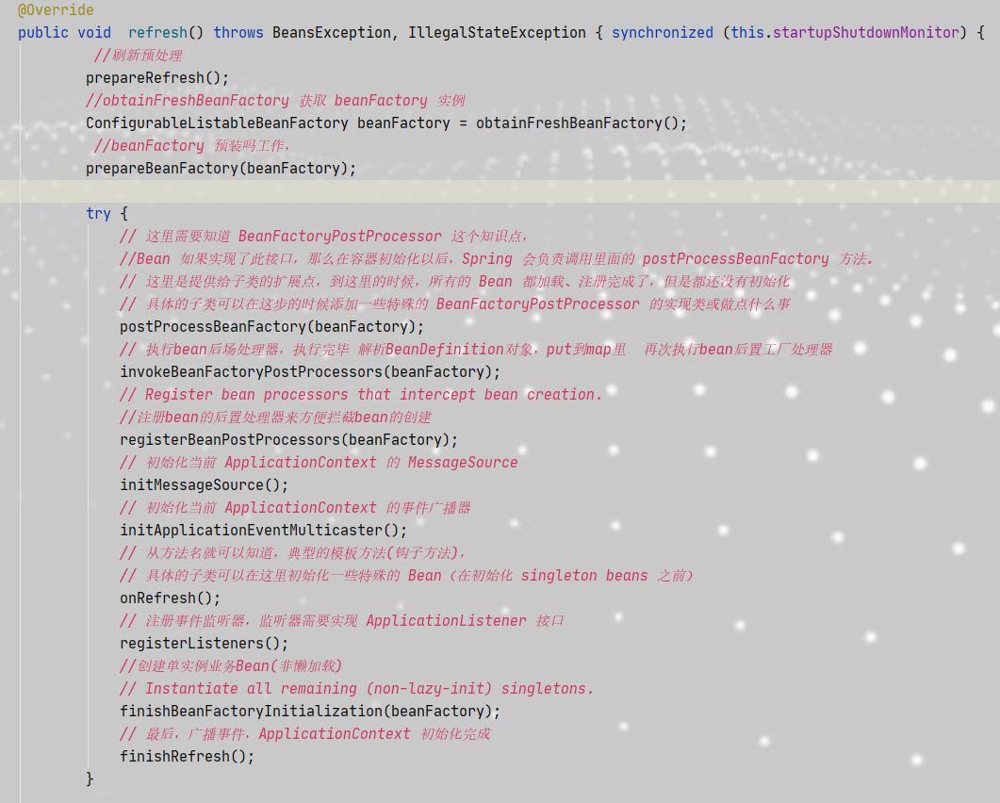 @Override
public void  refresh() throws BeansException, IllegalStateException { synchronized (this.startupShutdownMonitor) {
//刷新预处理
prepareRefresh();
//obtainFreshBeanFactory 获取 beanFactory 实例
ConfigurableListableBeanFactory beanFactory = obtainFreshBeanFactory();
//beanFactory 预装吗工作,
prepareBeanFactory(beanFactory);
try {
// 这里需要知道 BeanFactoryPostProcessor 这个知识点,
//Bean 如果实现了此接口，那么在容器初始化以后，Spring 会负责调用里面的 postProcessBeanFactory 方法.
// 这里是提供给子类的扩展点，到这里的时候，所有的 Bean 都加载、注册完成了，但是都还没有初始化
// 具体的子类可以在这步的时候添加一些特殊的 BeanFactoryPostProcessor 的实现类或做点什么事
postProcessBeanFactory(beanFactory);
// 执行bean后场处理器，执行完毕 解析BeanDefinition对象，put到map里  再次执行bean后置工厂处理器
invokeBeanFactoryPostProcessors(beanFactory);
// Register bean processors that intercept bean creation.
//注册bean的后置处理器来方便拦截bean的创建
registerBeanPostProcessors(beanFactory);
// 初始化当前 ApplicationContext 的 MessageSource
initMessageSource();
// 初始化当前 ApplicationContext 的事件广播器
initApplicationEventMulticaster();
// 从方法名就可以知道，典型的模板方法(钩子方法),
// 具体的子类可以在这里初始化一些特殊的 Bean（在初始化 singleton beans 之前）
onRefresh();
// 注册事件监听器，监听器需要实现 ApplicationListener 接口
registerListeners();
//创建单实例业务Bean(非懒加载)
// Instantiate all remaining (non-lazy-init) singletons.
finishBeanFactoryInitialization(beanFactory);
// 最后，广播事件，ApplicationContext 初始化完成
finishRefresh();
}